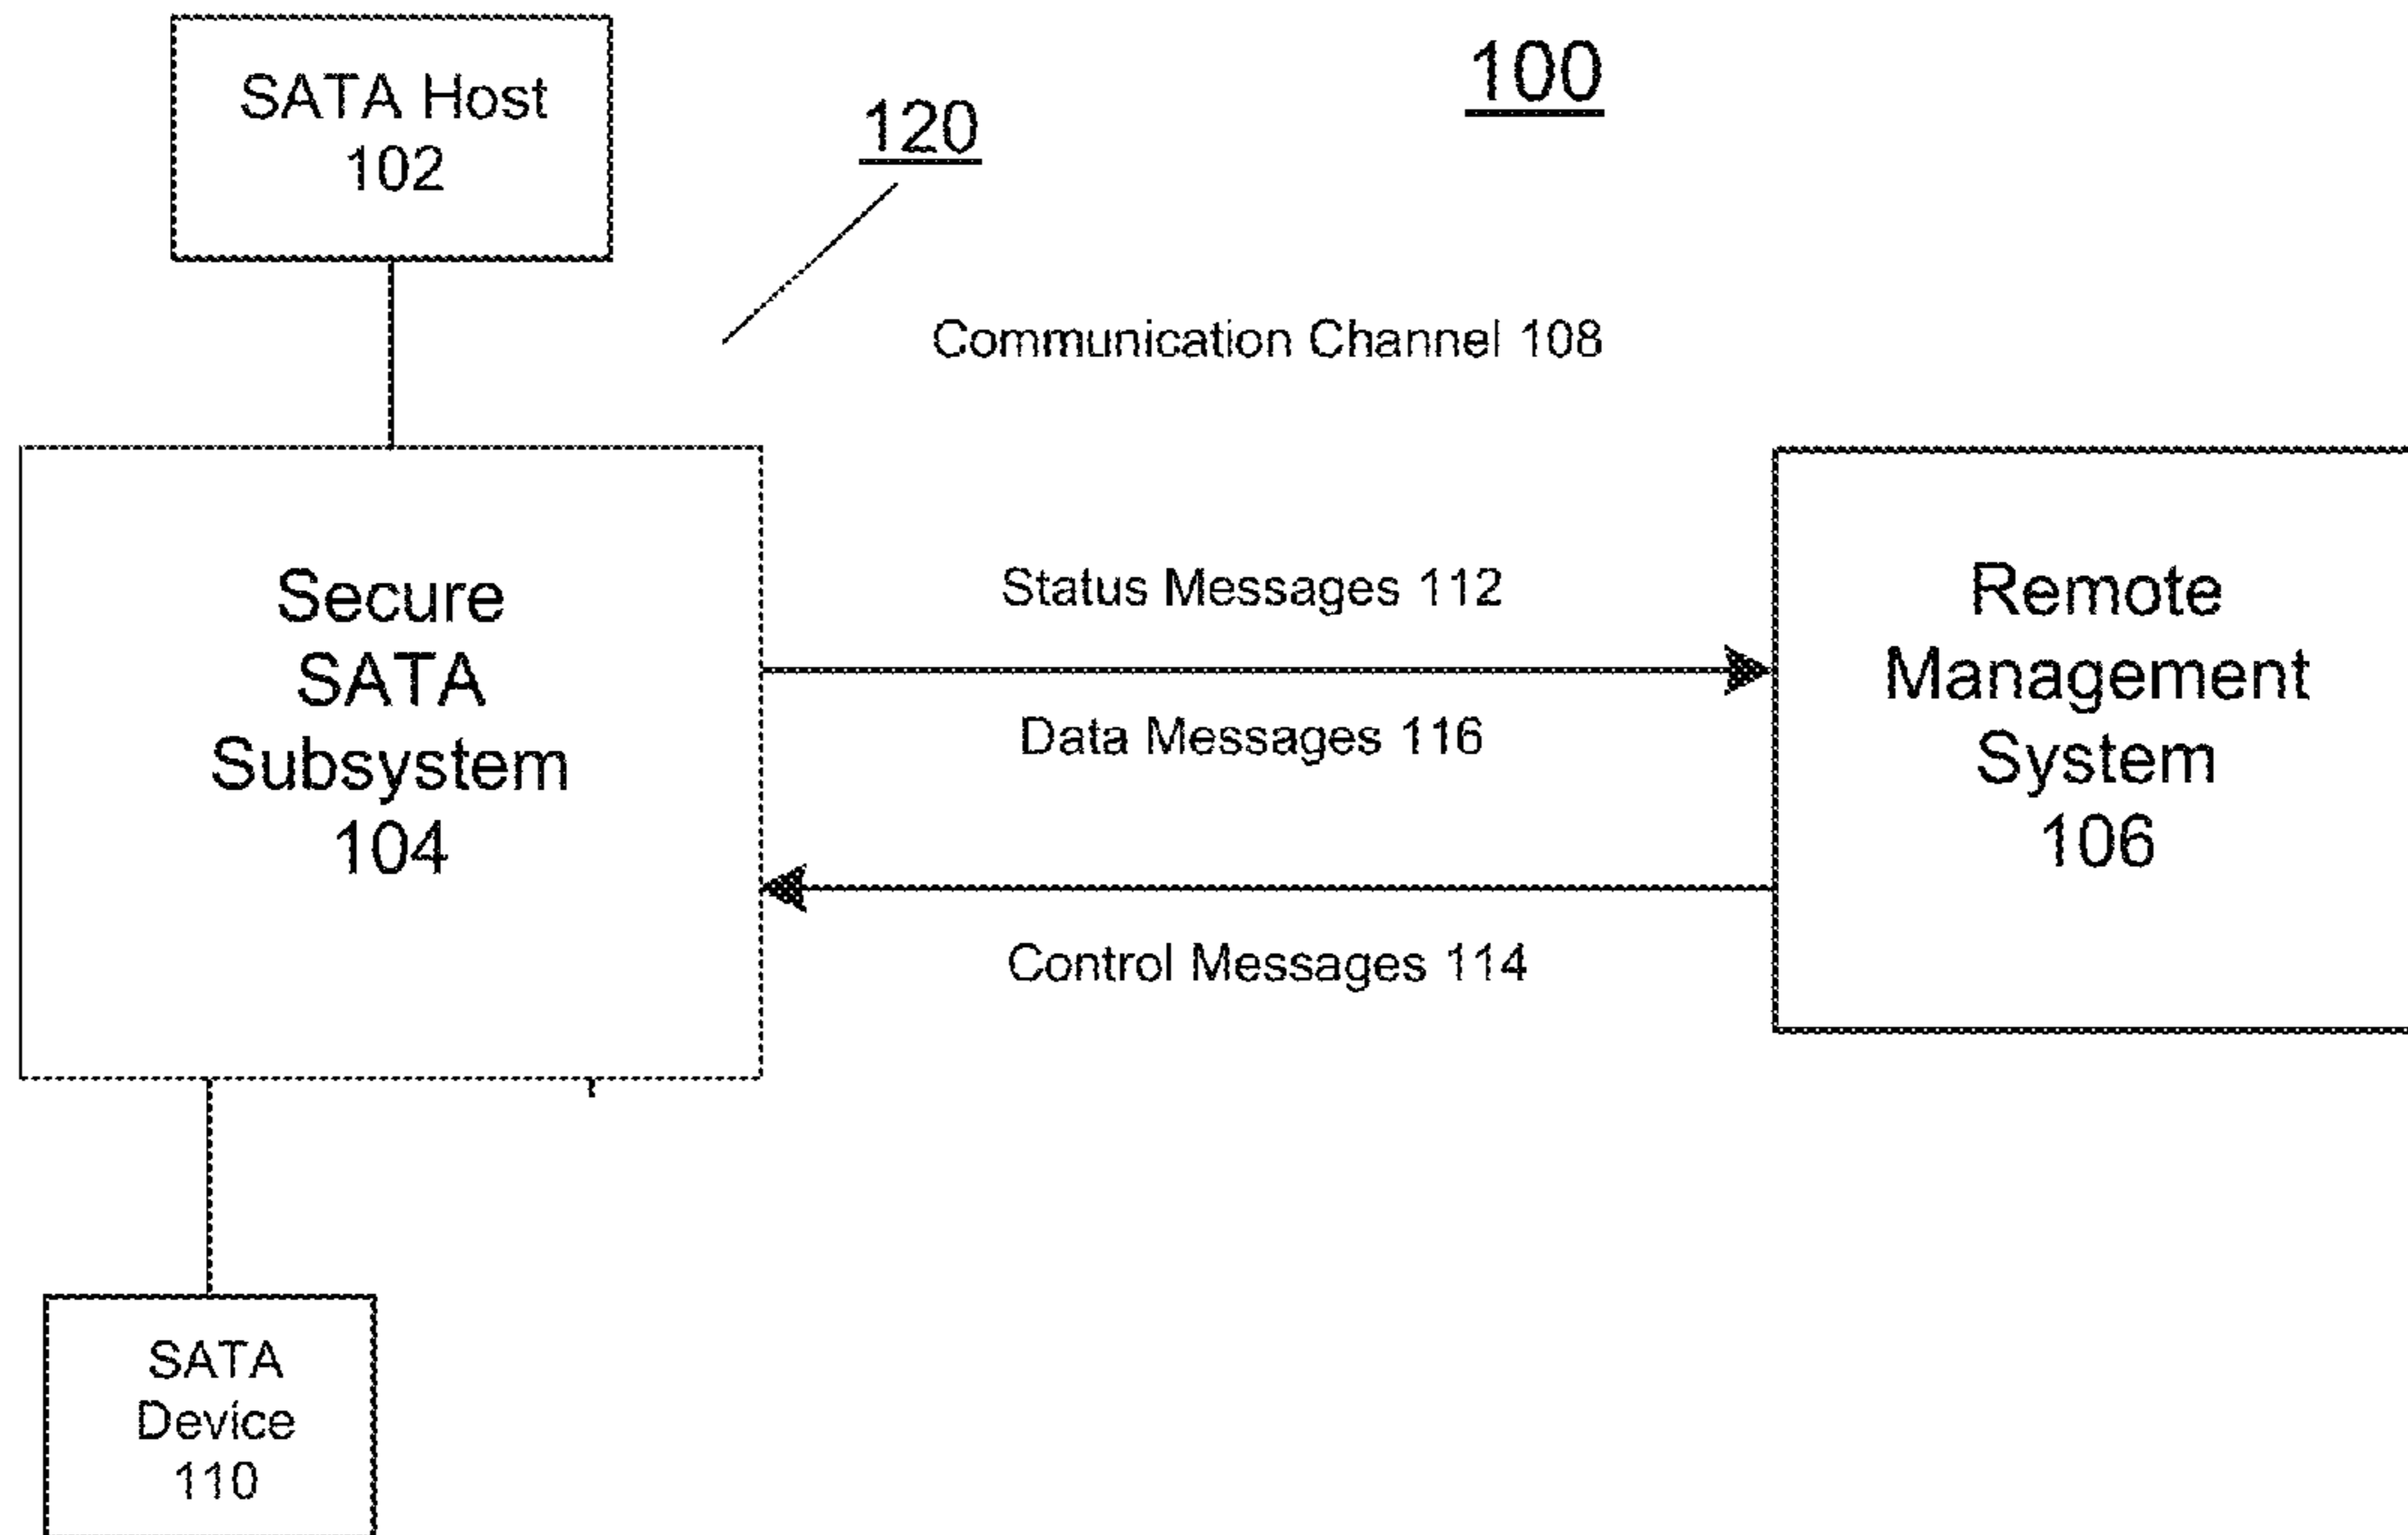 SATA Host
102
120
100
Communication Channel 108
Secure
SATA
Subsystem
104
Status Messages 112
Data Messages 116
Control Messages 114
Remote
Management
System
106
SATA
Device
110